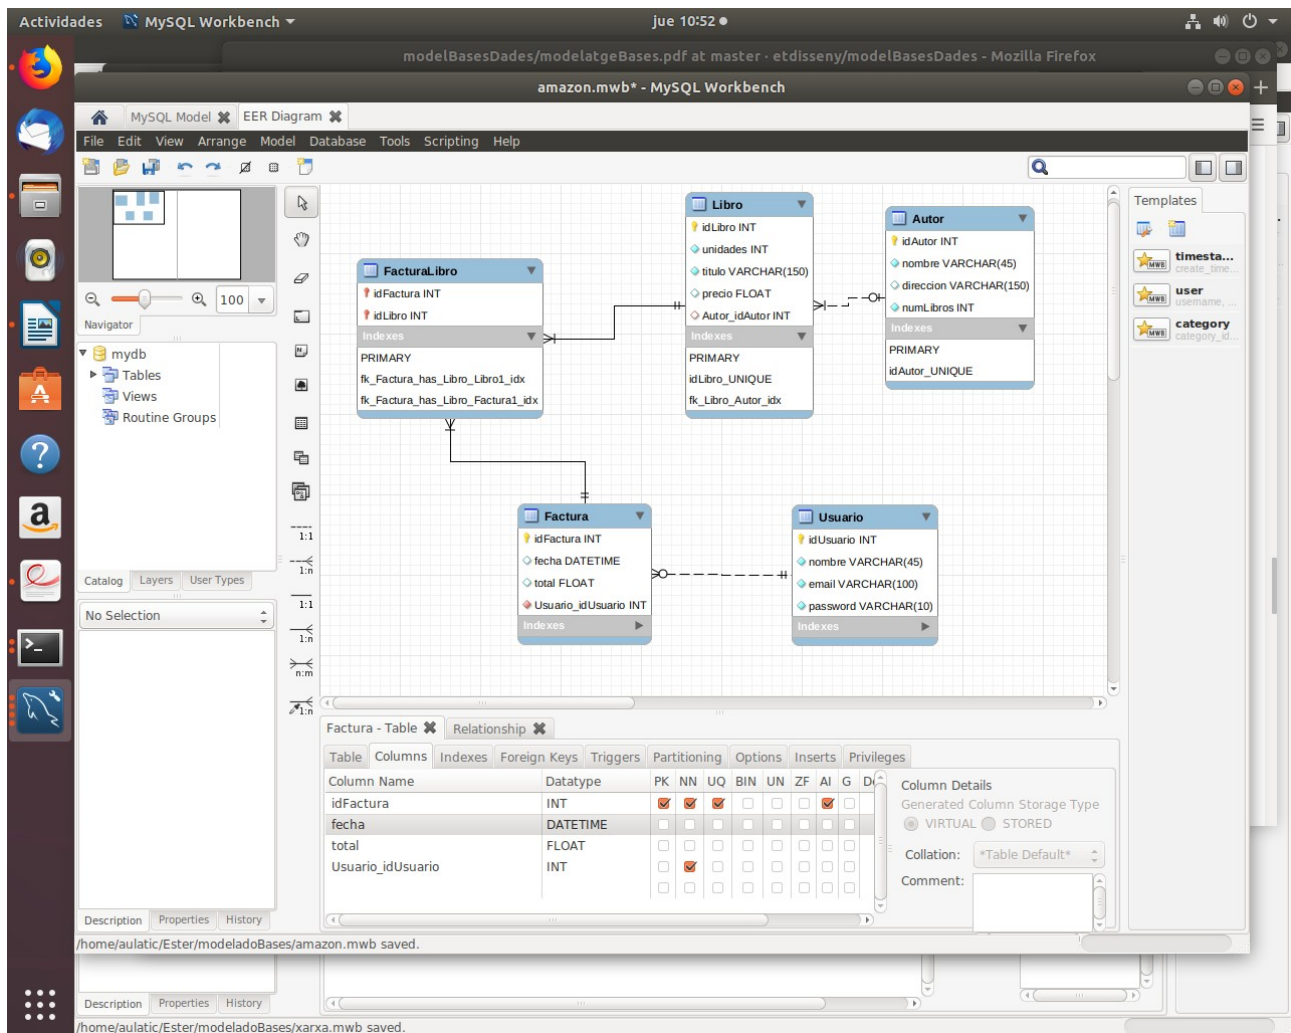 Actividades MySQL Workbench jue 10:52
modelBasesDades/modelatgeBases.pdf at master · etdisseny/modelBasesDades - Mozilla Firefox
amazon.mwb* - MySQL Workbench
MySQL Model EER Diagram
File Edit View Arrange Model Database Tools Scripting Help
100
Navigator
mydb
Tables
Views
Routine Groups
Catalog Layers User Types
No Selection
Description Properties History
1:1
1:n
1:1
1:n
n:m
1:n
FacturaLibro
idFactura INT
idLibro INT
Indexes
PRIMARY
fk_Factura_has_Libro_Libro1_idx
fk_Factura_has_Libro_Factura1_idx
Libro
idLibro INT
unidades INT
titulo VARCHAR(150)
precio FLOAT
Autor_idAutor INT
Indexes
PRIMARY
idLibro_UNIQUE
fk_Libro_Autor_idx
Autor
idAutor INT
nombre VARCHAR(45)
direccion VARCHAR(150)
numLibros INT
Indexes
PRIMARY
idAutor_UNIQUE
Factura
idFactura INT
fecha DATETIME
total FLOAT
Usuario_idUsuario INT
Indexes
Usuario
idUsuario INT
nombre VARCHAR(45)
email VARCHAR(100)
password VARCHAR(10)
Indexes
Templates
timesta...
create_time...
user
username, ...
category
category_id...
Factura - Table Relationship
Table Columns Indexes Foreign Keys Triggers Partitioning Options Inserts Privileges
Column Name Datatype PK NN UQ BIN UN ZF AI G
idFactura INT
fecha DATETIME
total FLOAT
Usuario_idUsuario INT
Column Details
Generated Column Storage Type
VIRTUAL STORED
Collation: *Table Default*
Comment:
/home/aulatic/Ester/modeladoBases/amazon.mwb saved.
Description Properties History
/home/aulatic/Ester/modeladoBases/xarxa.mwb saved.